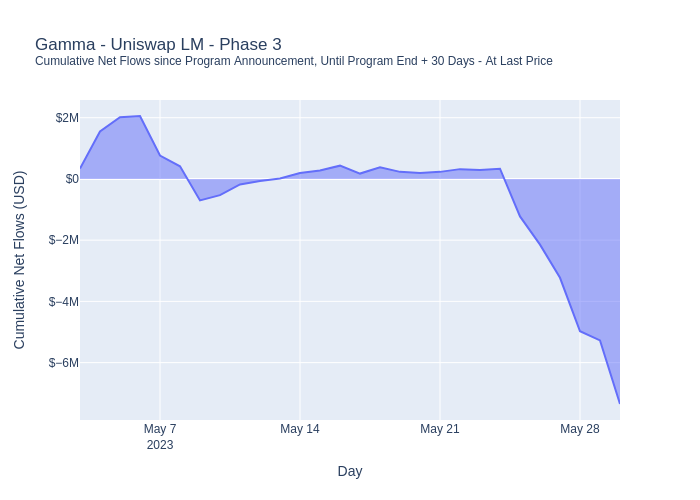 Gamma - Uniswap LM - Phase 3
Cumulative Net Flows since Program Announcement, Until Program End + 30 Days - At Last Price
Cumulative Net Flows (USD)
$2M
$0
$−2M
$−4M
$−6M
May 7
2023
May 14
May 21
May 28
Day